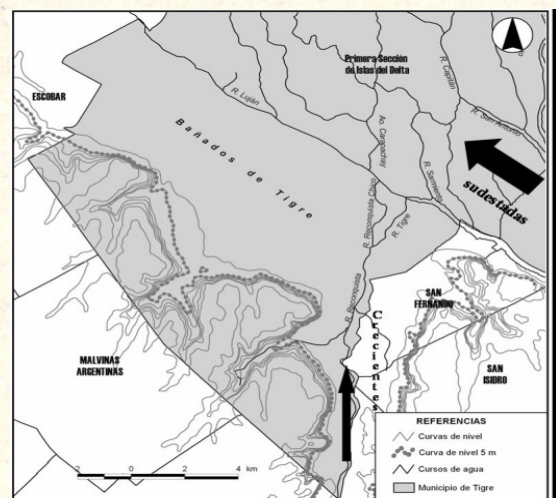 Primera Sección
de Islas del Delta
ESCOBAR
R. Luján
R. Capitán
R. San Antonio
Bañados de Tigre
Ao. Carapachay
R. Sarmiento
sudestadas
R. Reconquista Chico
R. Tigre
R. Reconquista
SAN
FERNANDO
Crecientes
MALVINAS
ARGENTINAS
SAN
ISIDRO
REFERENCIAS
Curvas de nivel
Curva de nivel 5 m
Cursos de agua
Municipio de Tigre
2 0 2 4 km